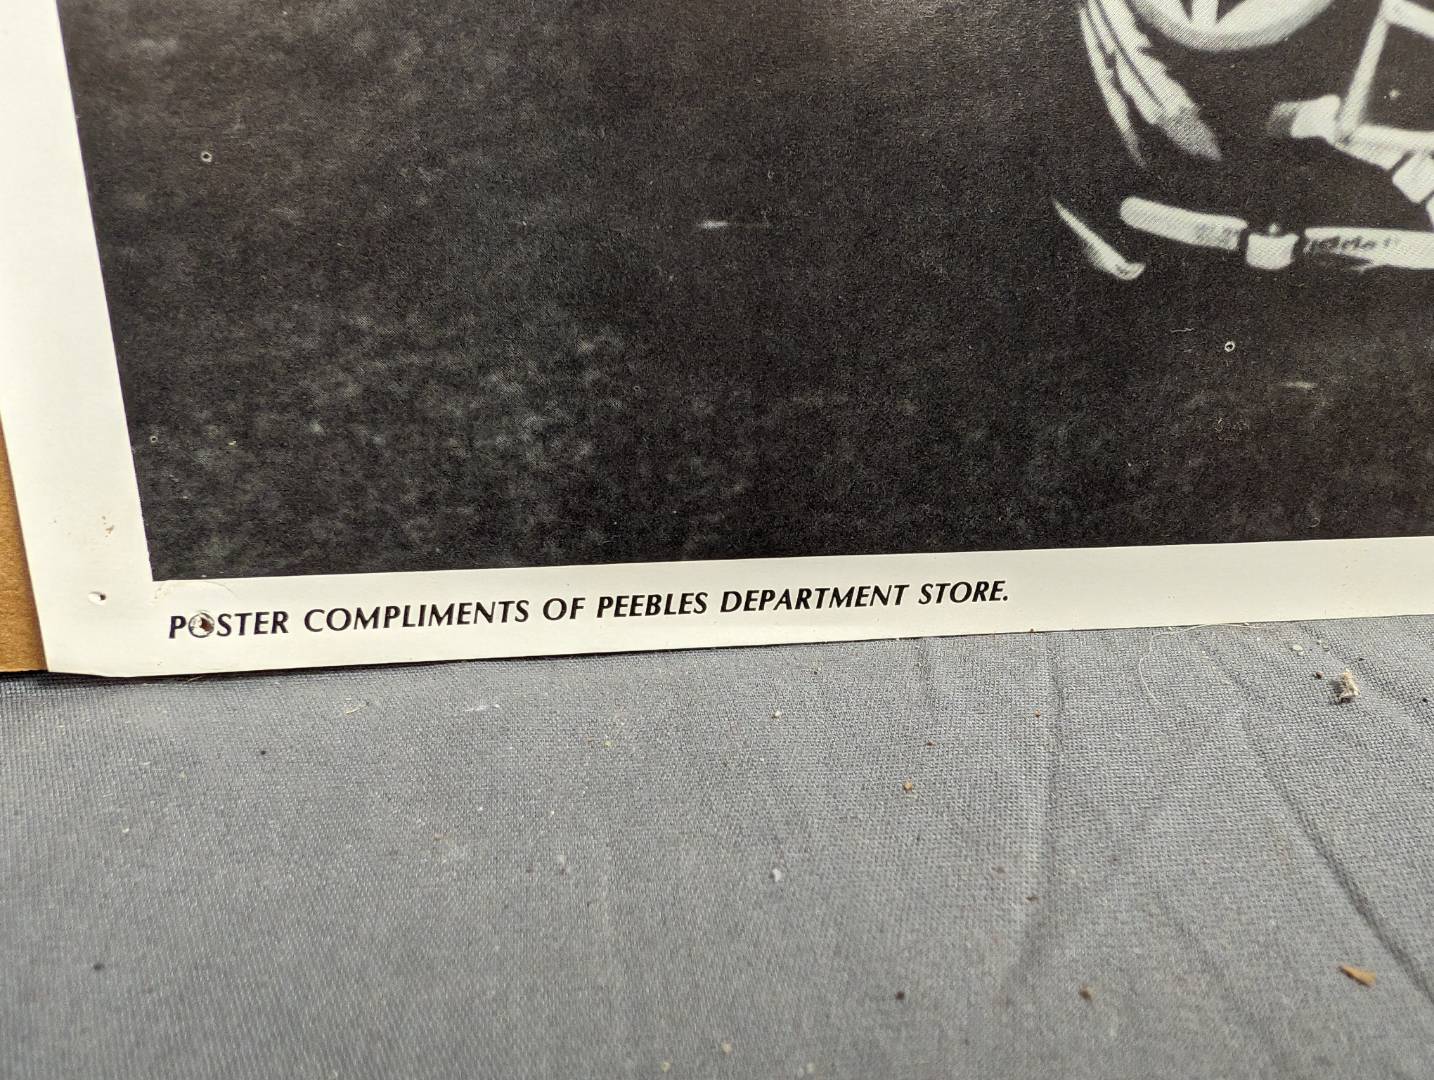 POSTER COMPLIMENTS OF PEEBLES DEPARTMENT STORE.